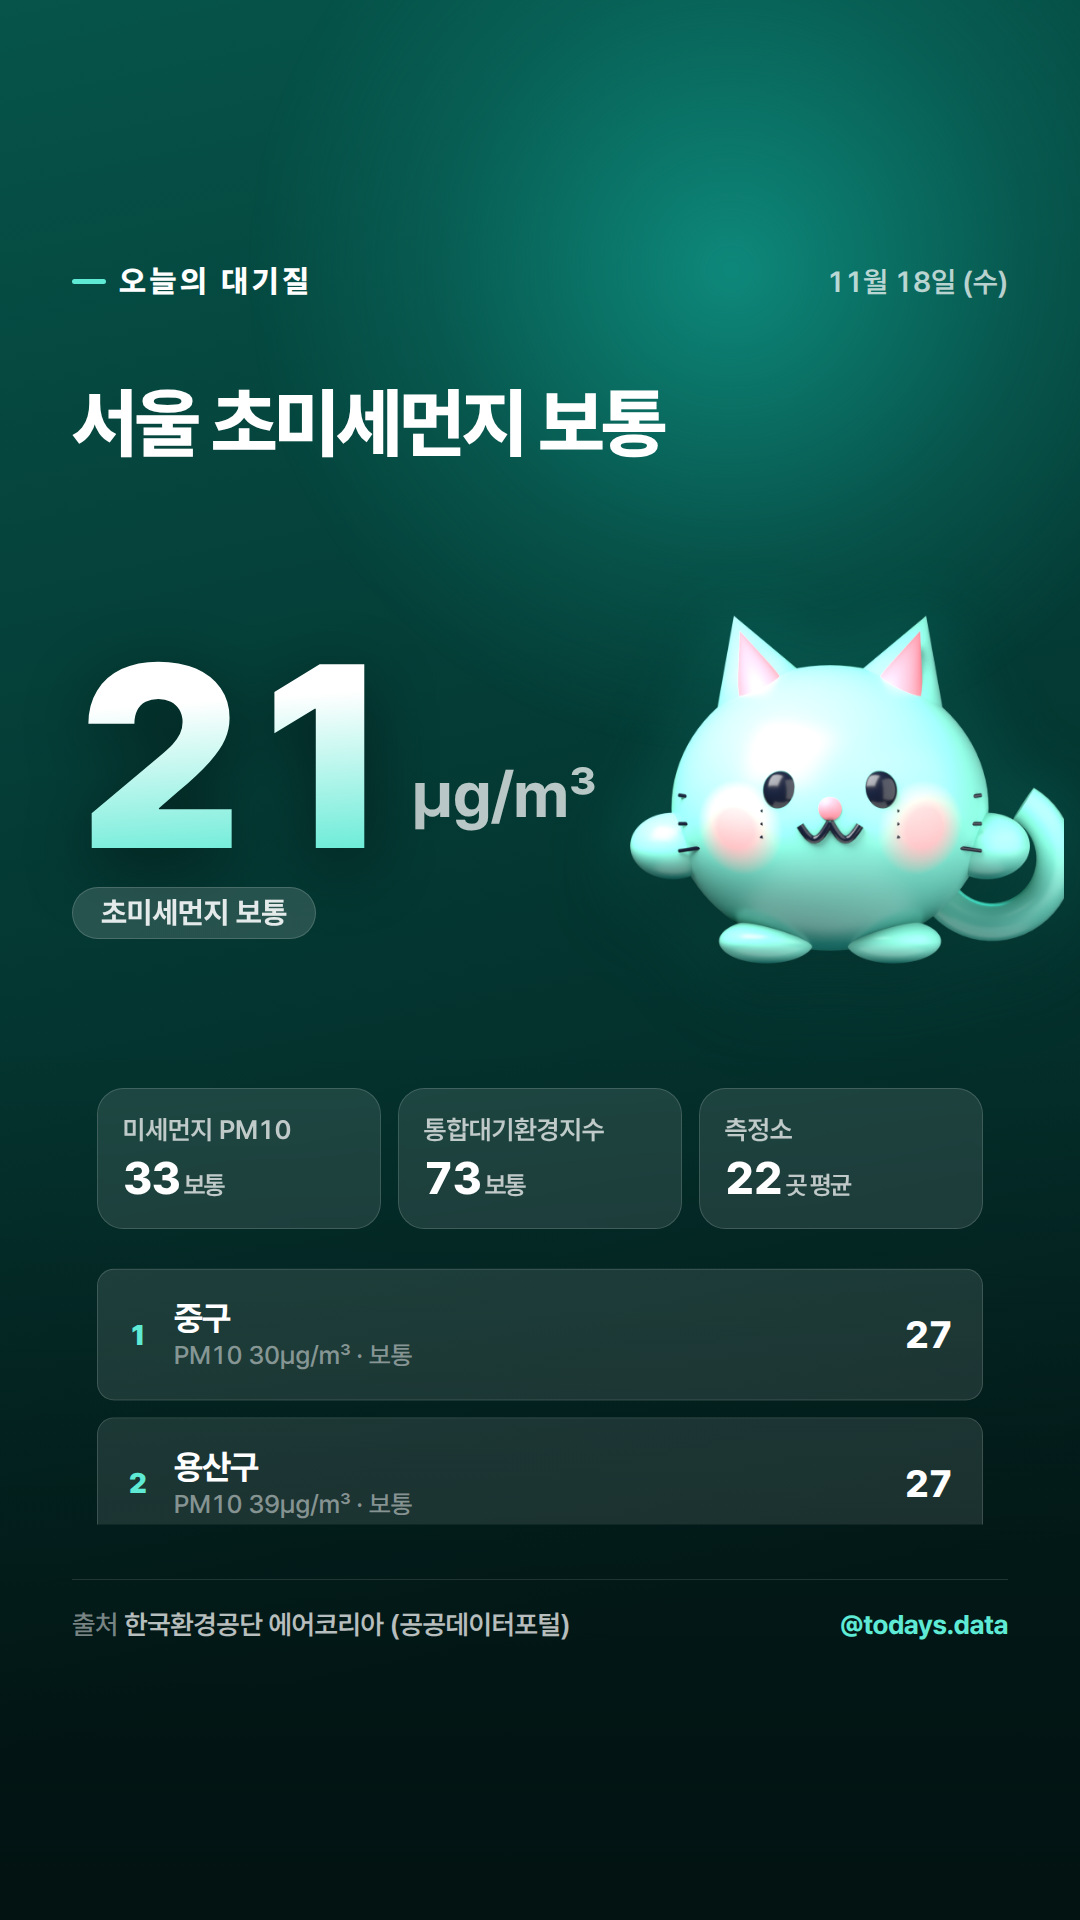 오늘의 대기질
11월 18일 (수)
서울 초미세먼지 보통
21 µg/m³
초미세먼지 보통
미세먼지 PM10
33 보통
통합대기환경지수
73 보통
측정소
22 곳 평균
1
중구
PM10 30µg/m³ · 보통
27
2
용산구
PM10 39µg/m³ · 보통
27
출처 한국환경공단 에어코리아 (공공데이터포털)
@todays.data